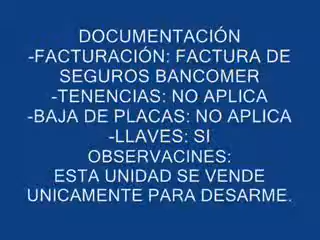 DOCUMENTACIÓN
-FACTURACIÓN: FACTURA DE
SEGUROS BANCOMER
-TENENCIAS: NO APLICA
-BAJA DE PLACAS: NO APLICA
-LLAVES: SI
OBSERVACINES:
ESTA UNIDAD SE VENDE
UNICAMENTE PARA DESARME.